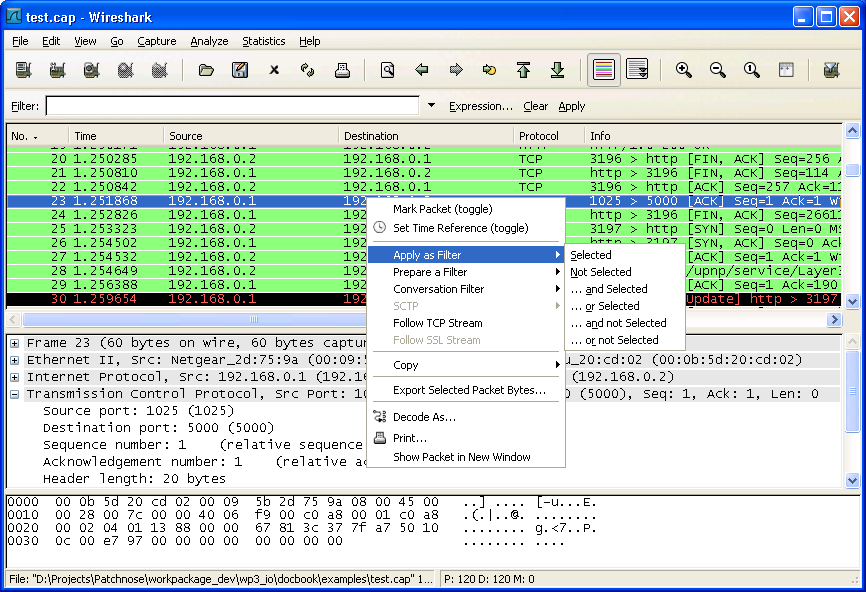 test.cap - Wireshark
File Edit View Go Capture Analyze Statistics Help
Filter: Expression... Clear Apply
No. Time Source Destination Protocol Info
20 1.250285 192.168.0.2 192.168.0.1 TCP 3196 > http [FIN, ACK] Seq=256 A
21 1.250810 192.168.0.1 192.168.0.2 TCP http > 3196 [FIN, ACK] Seq=114 A
22 1.250842 192.168.0.2 192.168.0.1 TCP 3196 > http [ACK] Seq=257 Ack=11
23 1.251868 192.168.0.1 1025 > 5000 [ACK] Seq=1 Ack=1 W
24 1.252826 192.168.0.2 3196 > http [FIN, ACK] Seq=2661
25 1.253323 192.168.0.2 3197 > http [SYN] Seq=0 Len=0 MS
26 1.254502 192.168.0.1 http > 3197 [SYN, ACK] Seq=0 Ack
27 1.254532 192.168.0.2 [ACK] Seq=1 Ack=1
28 1.254649 192.168.0.2 /upnp/service/Layer3
29 1.256388 192.168.0.1 [ACK] Seq=1 Ack=
30 1.259654 192.168.0.1 Update] http > 3197
Mark Packet (toggle)
Set Time Reference (toggle)
Apply as Filter
Prepare a Filter
Conversation Filter
SCTP
Follow TCP Stream
Follow SSL Stream
Copy
Export Selected Packet Bytes...
Decode As...
Print...
Show Packet in New Window
Selected
Not Selected
... and Selected
... or Selected
... and not Selected
... or not Selected
Frame 23 (60 bytes on wire, 60 bytes captu
Ethernet II, Src: Netgear_2d:75:9a (00:09:5 u_20:cd:02 (00:0b:5d:20:cd:02)
Internet Protocol, Src: 192.168.0.1 (192.16 (192.168.0.2)
Transmission Control Protocol, Src Port: 10 (5000), Seq: 1, Ack: 1, Len: 0
Source port: 1025 (1025)
Destination port: 5000 (5000)
Sequence number: 1 (relative sequence
Acknowledgement number: 1 (relative ac
Header length: 20 bytes
0000 00 0b 5d 20 cd 02 00 09 5b 2d 75 9a 08 00 45 00 ..] .... [-u...E.
0010 00 28 00 7c 00 00 40 06 f9 00 c0 a8 00 01 c0 a8 .(.|..@. ........
0020 00 02 04 01 13 88 00 00 67 81 3c 37 7f a7 50 10 ........ g.<7..P.
0030 0c 00 e7 97 00 00 00 00 00 00 00 00 ........ ....
File: "D:\Projects\Patchnose\workpackage_dev\wp3_io\docbook\examples\test.cap" 1... P: 120 D: 120 M: 0